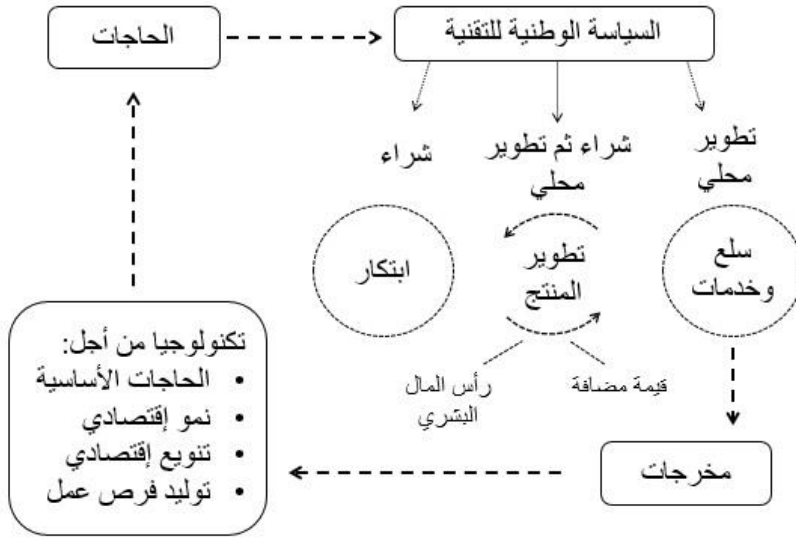 السياسة الوطنية للتقنية
الحاجات
تطوير
محلي
شراء ثم تطوير
محلي
شراء
سلع
وخدمات
تطوير
المنتج
ابتكار
قيمة مضافة
رأس المال
البشري
مخرجات
تكنولوجيا من أجل:
• الحاجات الأساسية
• نمو إقتصادي
• تنويع إقتصادي
• توليد فرص عمل